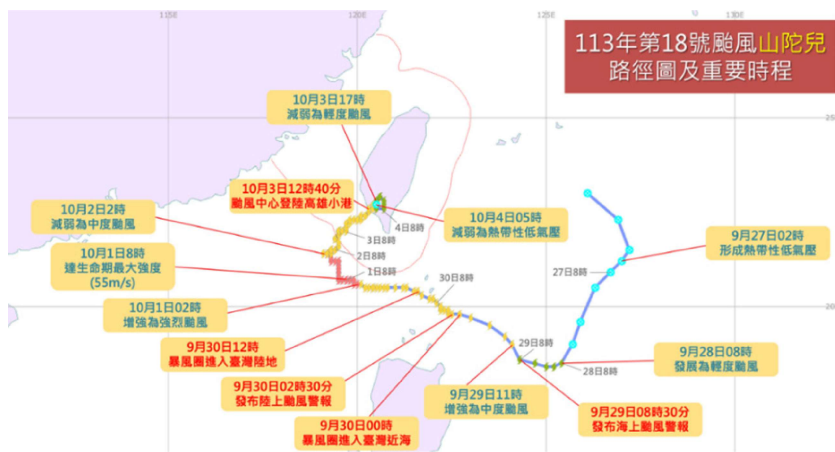 115E
120E
125E
130E
113年第18號颱風山陀兒
路徑圖及重要時程
10月3日17時
減弱為輕度颱風
10月3日12時40分
颱風中心登陸高雄小港
10月2日2時
減弱為中度颱風
10月1日8時
達生命期最大強度
(55m/s)
10月1日02時
增強為強烈颱風
9月30日12時
暴風圈進入臺灣陸地
9月30日02時30分
發布陸上颱風警報
9月30日00時
暴風圈進入臺灣近海
9月29日11時
增強為中度颱風
9月29日08時30分
發布海上颱風警報
9月28日08時
發展為輕度颱風
9月27日02時
形成熱帶性低氣壓
10月4日05時
減弱為熱帶性低氣壓
4日8時
3日8時
2日8時
1日8時
30日8時
29日8時
28日8時
27日8時